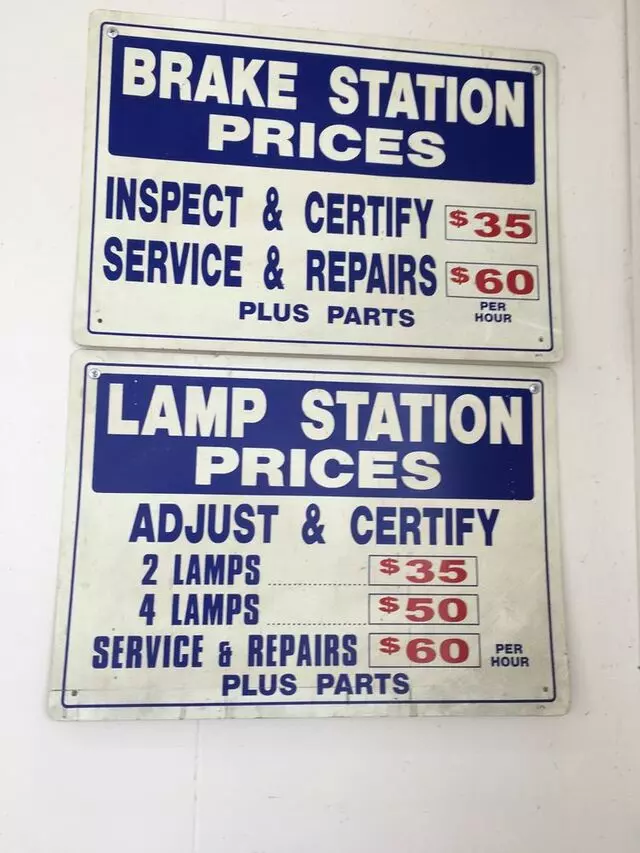 BRAKE STATION
PRICES
INSPECT & CERTIFY $35
SERVICE & REPAIRS $60
PLUS PARTS PER HOUR
LAMP STATION
PRICES
ADJUST & CERTIFY
2 LAMPS $35
4 LAMPS $50
SERVICE & REPAIRS $60 PER HOUR
PLUS PARTS